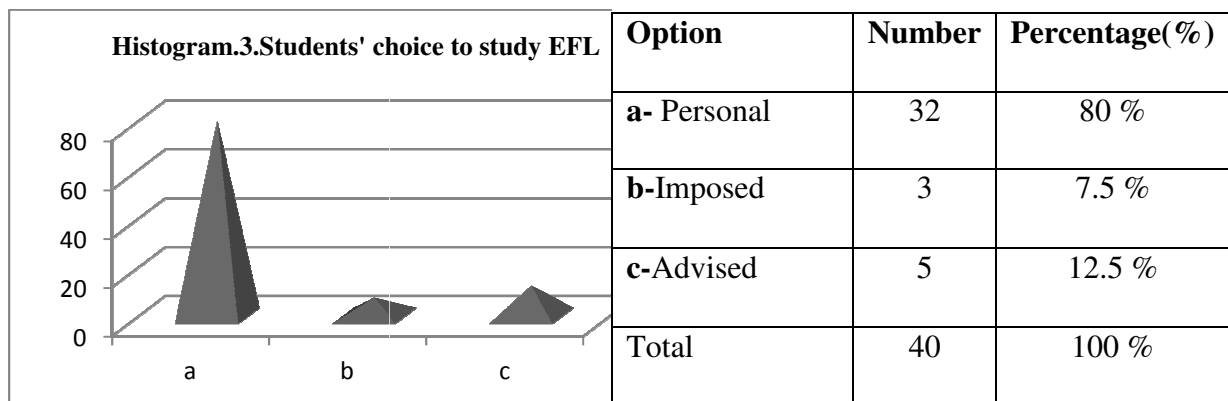 Histogram.3.Students' choice to study EFL
80
60
40
20
0
a b c
Option Number Percentage(%)
a- Personal 32 80 %
b-Imposed 3 7.5 %
c-Advised 5 12.5 %
Total 40 100 %